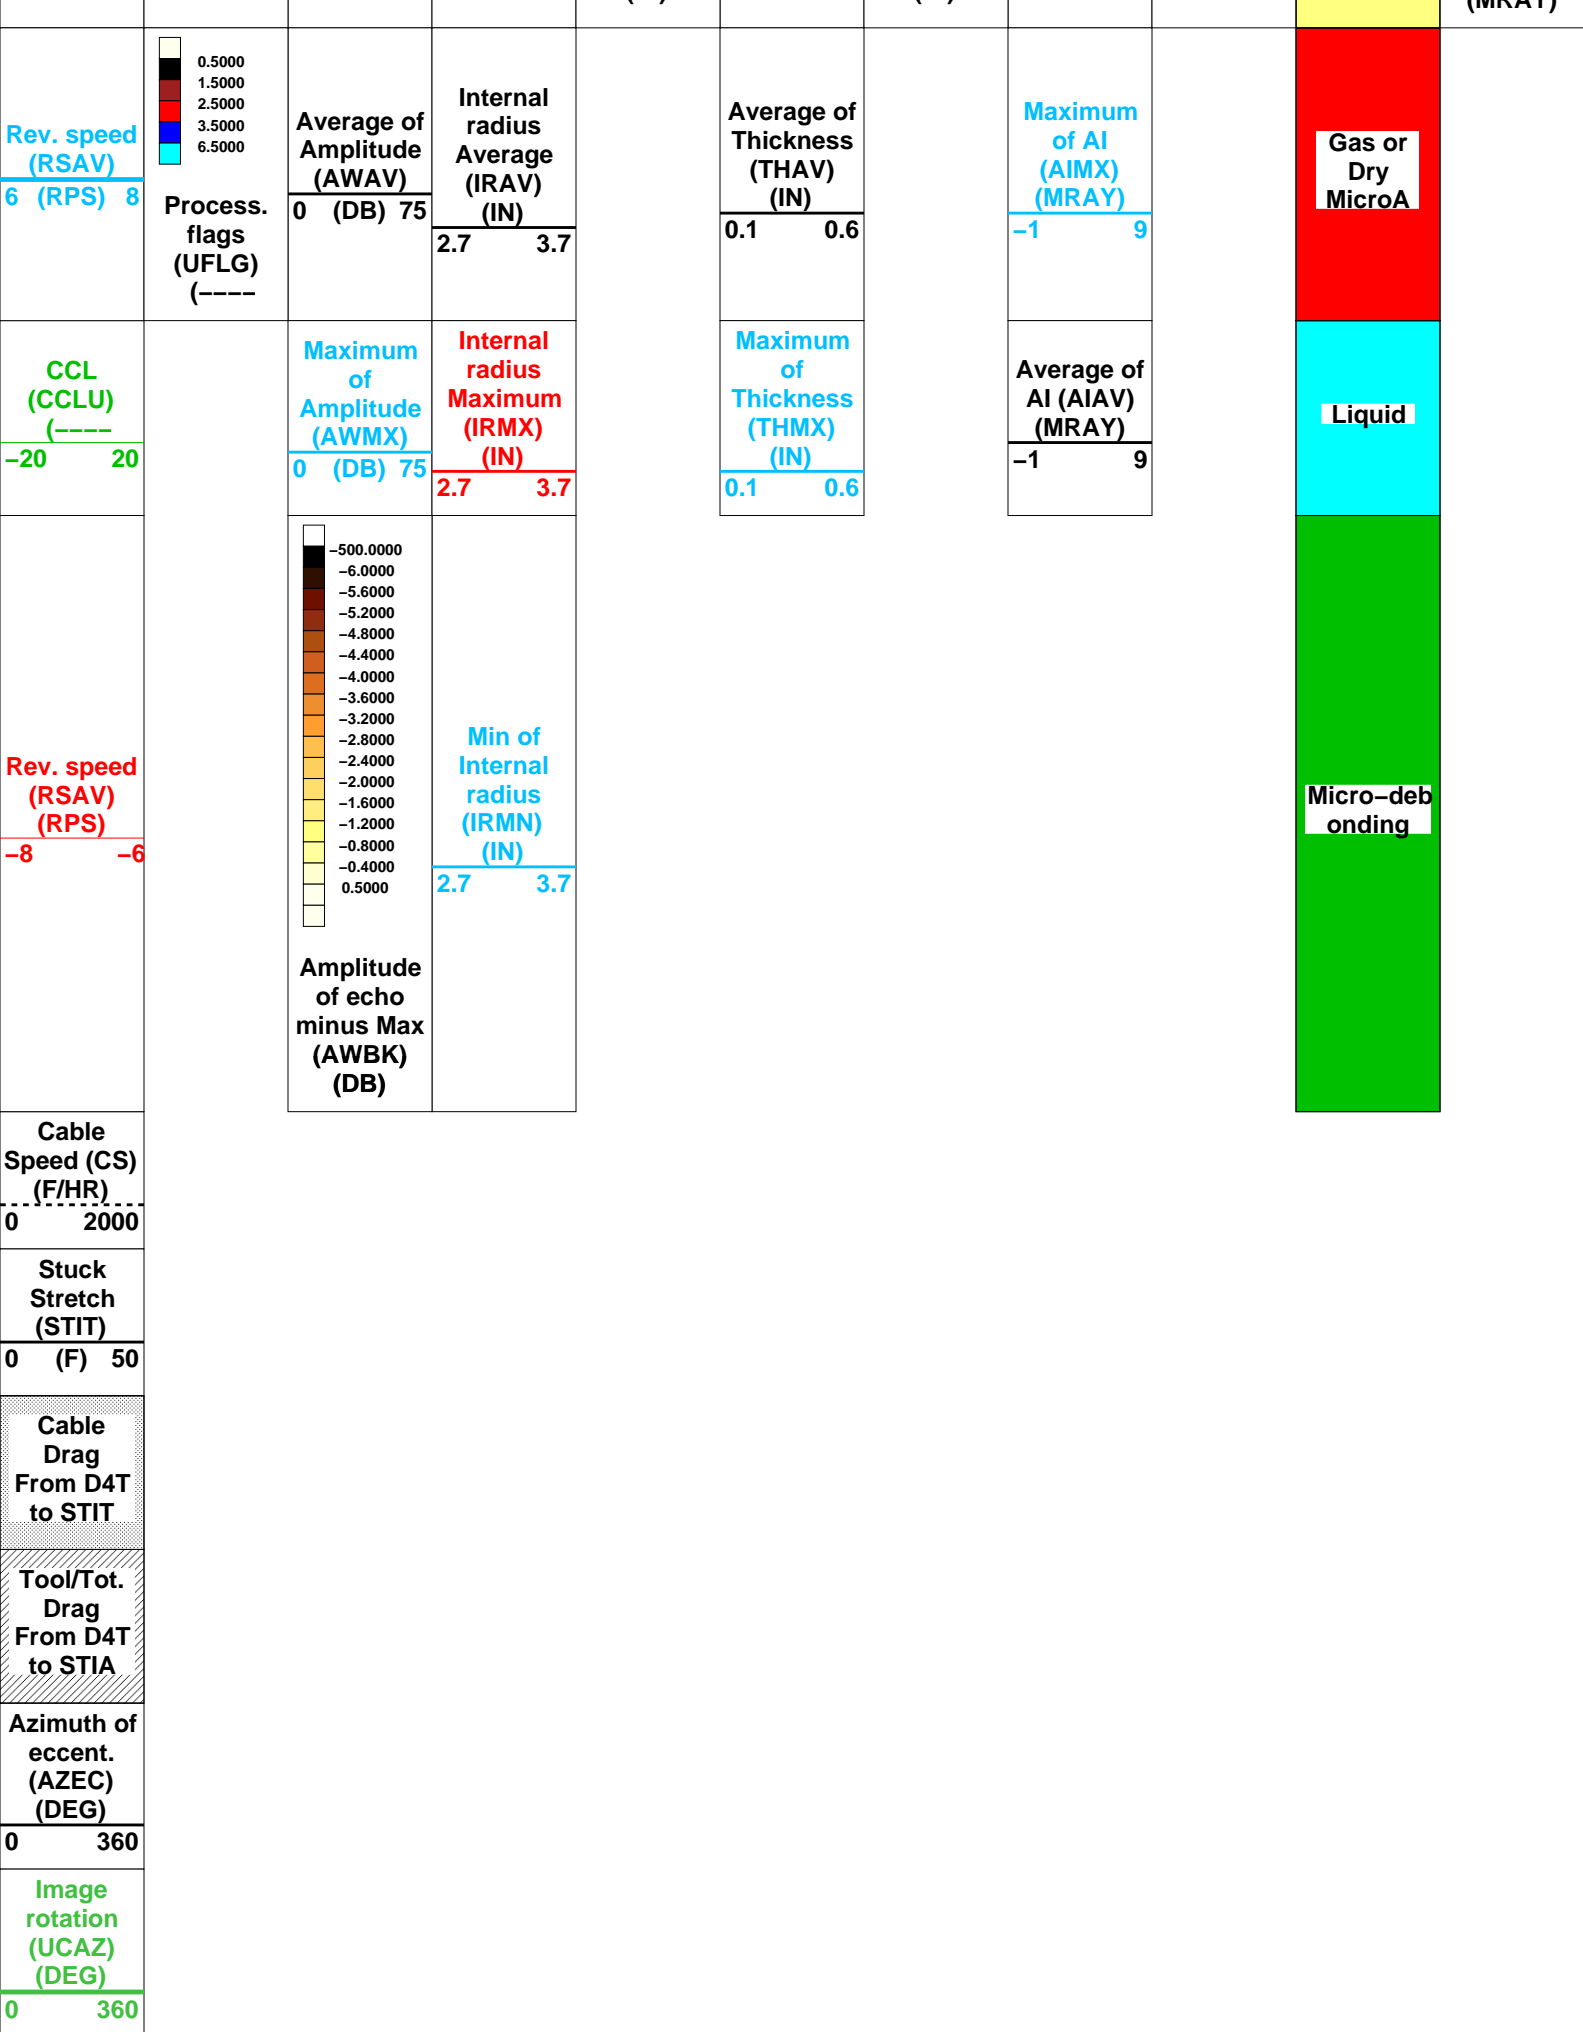 (MRAY)
Rev. speed
(RSAV)
6 (RPS) 8
0.5000
1.5000
2.5000
3.5000
6.5000
Process.
flags
(UFLG)
(----
Average of
Amplitude
(AWAV)
0 (DB) 75
Internal
radius
Average
(IRAV)
(IN)
2.7 3.7
Average of
Thickness
(THAV)
(IN)
0.1 0.6
Maximum
of AI
(AIMX)
(MRAY)
−1 9
Gas or
Dry
MicroA
CCL
(CCLU)
(----
−20 20
Maximum
of
Amplitude
(AWMX)
0 (DB) 75
Internal
radius
Maximum
(IRMX)
(IN)
2.7 3.7
Maximum
of
Thickness
(THMX)
(IN)
0.1 0.6
Average of
AI (AIAV)
(MRAY)
−1 9
Liquid
Rev. speed
(RSAV)
(RPS)
−8 −6
−500.0000
−6.0000
−5.6000
−5.2000
−4.8000
−4.4000
−4.0000
−3.6000
−3.2000
−2.8000
−2.4000
−2.0000
−1.6000
−1.2000
−0.8000
−0.4000
0.5000
Amplitude
of echo
minus Max
(AWBK)
(DB)
Min of
Internal
radius
(IRMN)
(IN)
2.7 3.7
Micro−deb
onding
Cable
Speed (CS)
(F/HR)
0 2000
Stuck
Stretch
(STIT)
0 (F) 50
Cable
Drag
From D4T
to STIT
Tool/Tot.
Drag
From D4T
to STIA
Azimuth of
eccent.
(AZEC)
(DEG)
0 360
Image
rotation
(UCAZ)
(DEG)
0 360